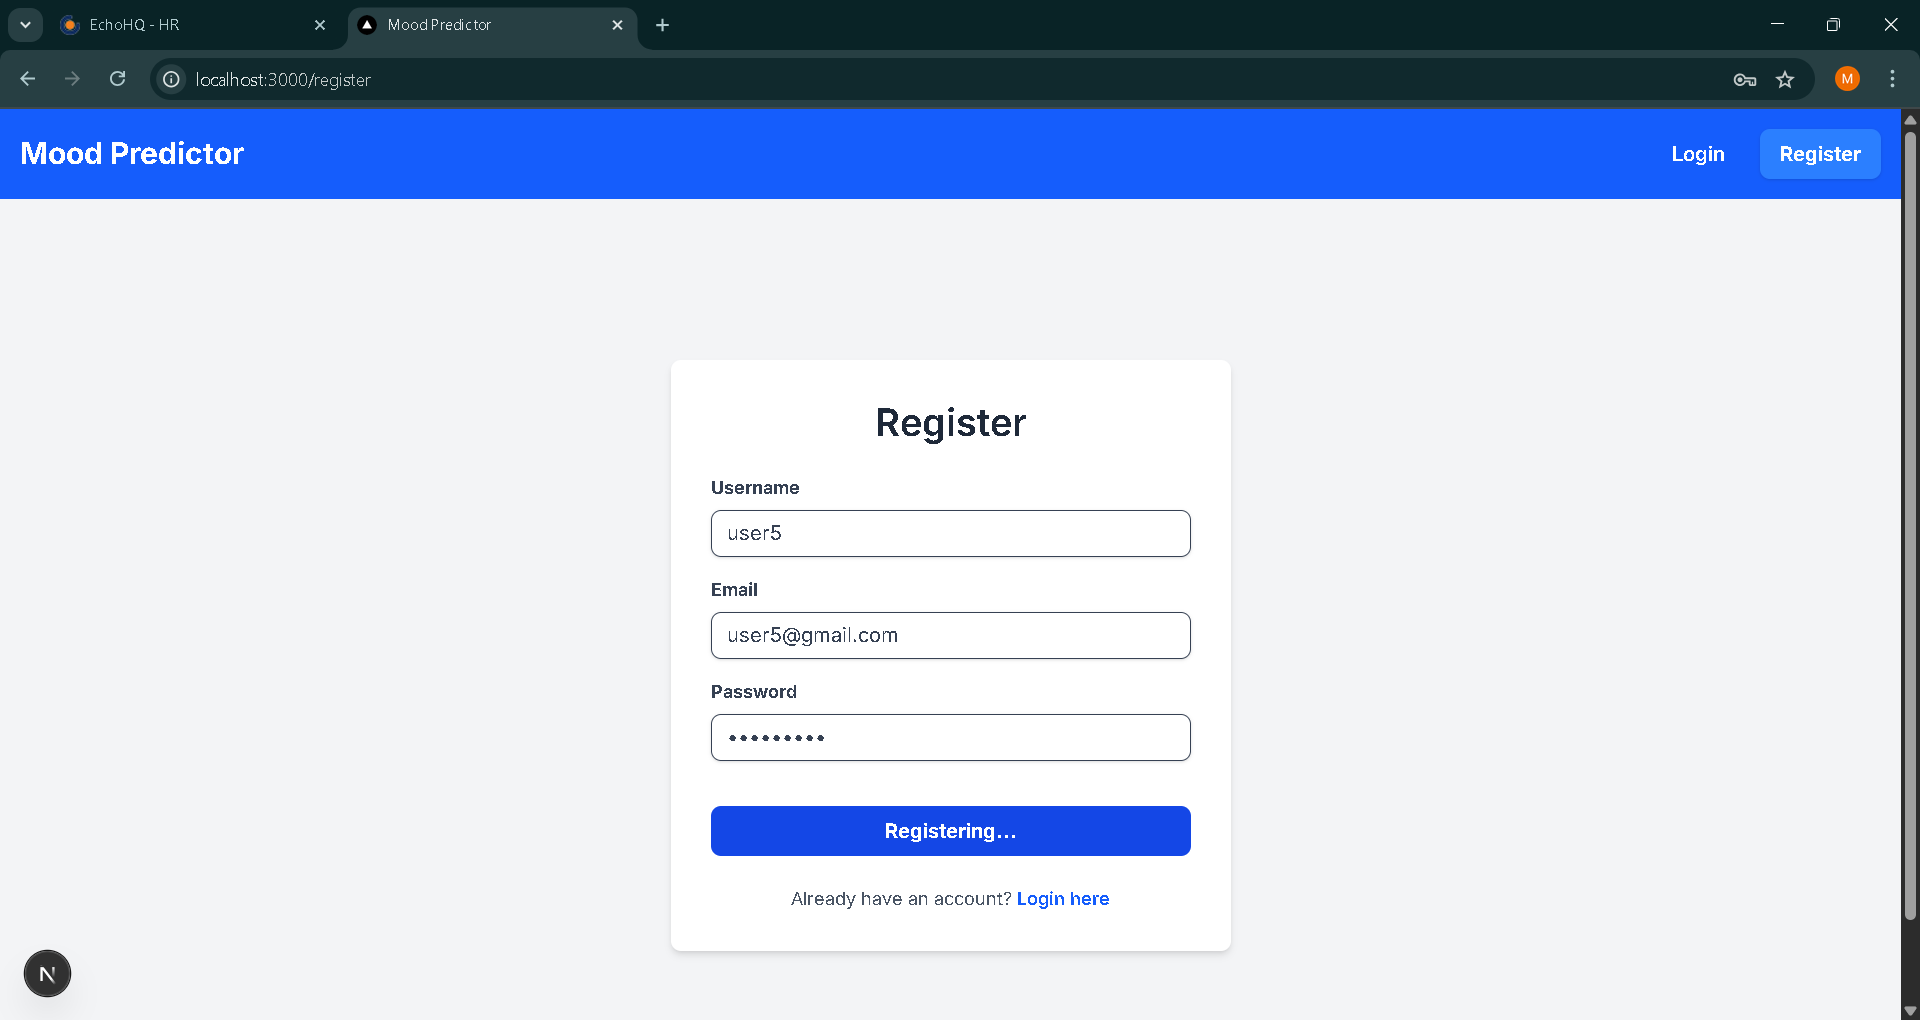 EchoHQ - HR
Mood Predictor
localhost:3000/register
M
Mood Predictor
Login
Register
Register
Username
user5
Email
user5@gmail.com
Password
•••••••••
Registering...
Already have an account? Login here
N